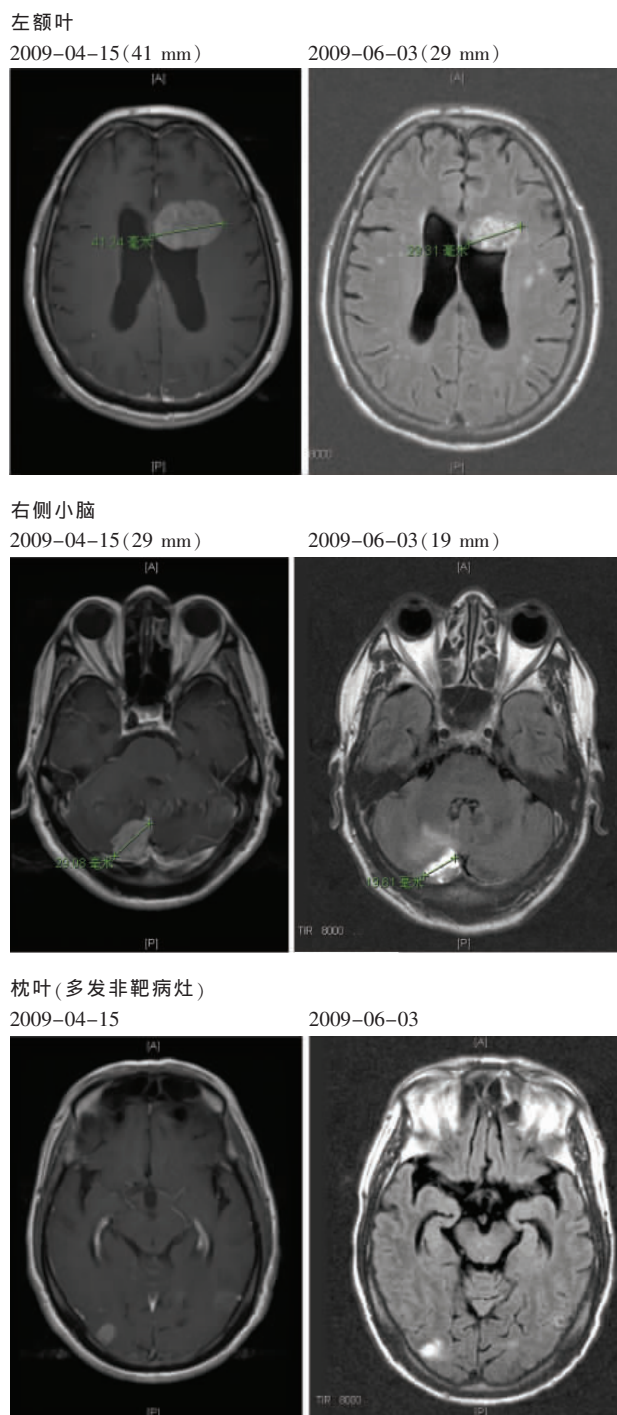 左额叶
2009-04-15(41 mm)
2009-06-03(29 mm)
[A]
[A]
41.74 毫米
29.31 毫米
8000
[P]
[P]
右侧小脑
2009-04-15(29 mm)
2009-06-03(19 mm)
[A]
[A]
毫米
19.61 毫米
TIR 8000
[P]
[P]
枕叶(多发非靶病灶)
2009-04-15
2009-06-03
[A]
[A]
TIR 8000
[P]
[P]